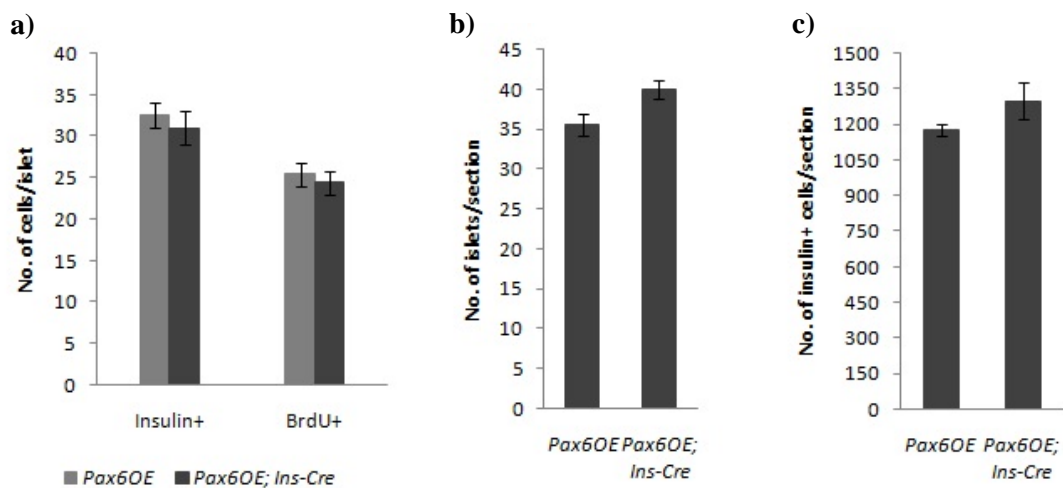 a)
No. of cells/islet
40
35
30
25
20
15
10
5
0
Insulin+ BrdU+
Pax6OE Pax6OE; Ins-Cre
b)
No. of islets/section
45
40
35
30
25
20
15
10
5
0
Pax6OE Pax6OE;
Ins-Cre
c)
No. of insulin+ cells/section
1500
1350
1200
1050
900
750
600
450
300
150
0
Pax6OE Pax6OE;
Ins-Cre